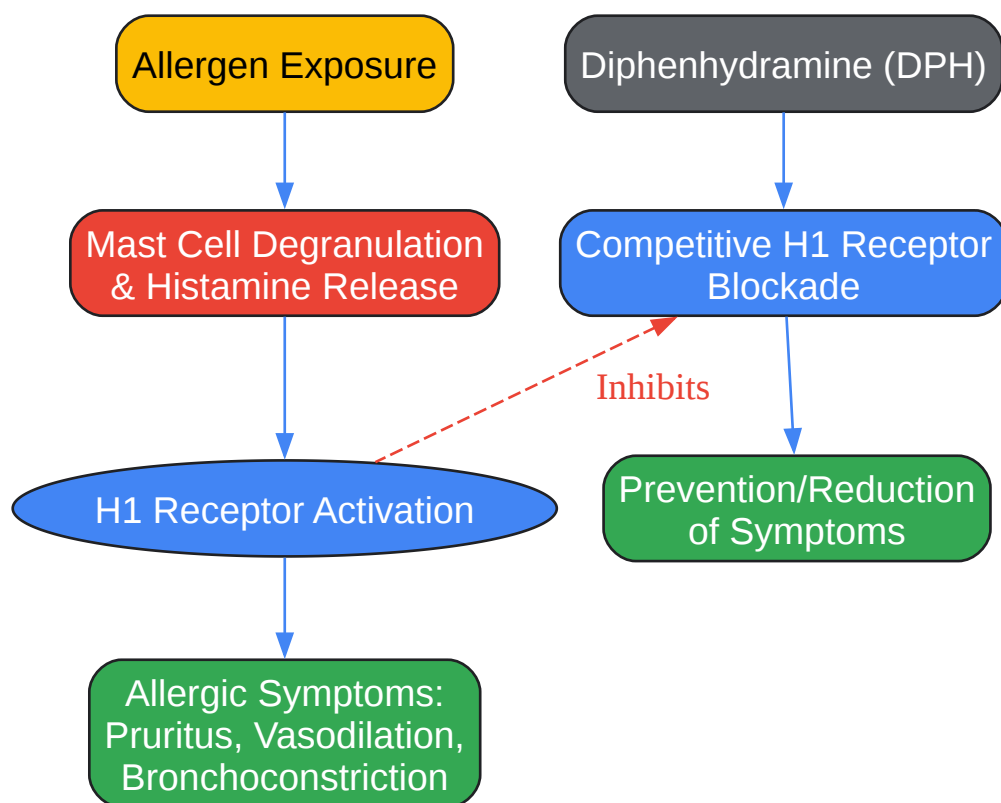 Allergen Exposure
Diphenhydramine (DPH)
Mast Cell Degranulation
& Histamine Release
Competitive H1 Receptor
Blockade
Inhibits
H1 Receptor Activation
Prevention/Reduction
of Symptoms
Allergic Symptoms:
Pruritus, Vasodilation,
Bronchoconstriction